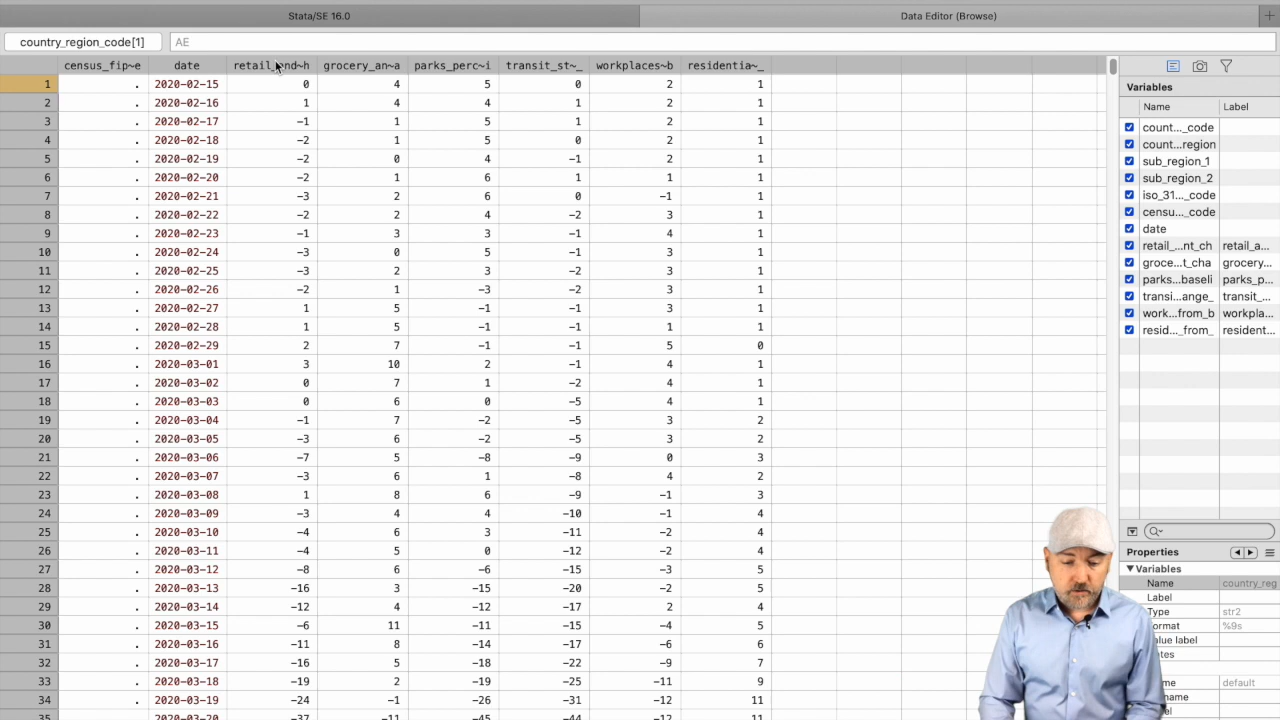 Stata/SE 16.0 Data Editor (Browse) +
country_region_code[1] AE
census_fip~e date retail_and~h grocery_an~a parks_perc~i transit_st~_ workplaces~b residentia~_
1 . 2020-02-15 0 4 5 0 2 1
2 . 2020-02-16 1 4 4 1 2 1
3 . 2020-02-17 -1 1 5 1 2 1
4 . 2020-02-18 -2 1 5 0 2 1
5 . 2020-02-19 -2 0 4 -1 2 1
6 . 2020-02-20 -2 1 6 1 1 1
7 . 2020-02-21 -3 2 6 0 -1 1
8 . 2020-02-22 -2 2 4 -2 3 1
9 . 2020-02-23 -1 3 3 -1 4 1
10 . 2020-02-24 -3 0 5 -1 3 1
11 . 2020-02-25 -3 2 3 -2 3 1
12 . 2020-02-26 -2 1 -3 -2 3 1
13 . 2020-02-27 1 5 -1 -1 3 1
14 . 2020-02-28 1 5 -1 -1 1 1
15 . 2020-02-29 2 7 -1 -1 5 0
16 . 2020-03-01 3 10 2 -1 4 1
17 . 2020-03-02 0 7 1 -2 4 1
18 . 2020-03-03 0 6 0 -5 4 1
19 . 2020-03-04 -1 7 -2 -5 3 2
20 . 2020-03-05 -3 6 -2 -5 3 2
21 . 2020-03-06 -7 5 -8 -9 0 3
22 . 2020-03-07 -3 6 1 -8 4 2
23 . 2020-03-08 1 8 6 -9 -1 3
24 . 2020-03-09 -3 4 4 -10 -1 4
25 . 2020-03-10 -4 6 3 -11 -2 4
26 . 2020-03-11 -4 5 0 -12 -2 4
27 . 2020-03-12 -8 6 -6 -15 -3 5
28 . 2020-03-13 -16 3 -15 -20 -2 5
29 . 2020-03-14 -12 4 -12 -17 2 4
30 . 2020-03-15 -6 11 -11 -15 -4 5
31 . 2020-03-16 -11 8 -14 -17 -6 6
32 . 2020-03-17 -16 5 -18 -22 -9 7
33 . 2020-03-18 -19 2 -19 -25 -11 9
34 . 2020-03-19 -24 -1 -26 -31 -12 11
35 . 2020-03-20 -37 -11 -45 -44 -12 11
Variables
Name Label
count..._code
count...region
sub_region_1
sub_region_2
iso_31..._code
censu..._code
date
retail_...nt_ch retail_a...
groce...t_cha grocery...
parks...baseli parks_p...
transi...ange_ transit_...
work...from_b workpla...
resid..._from_ resident...
Properties
Variables
Name country_reg
Label
Type str2
Format %9s
Value label
Notes
default